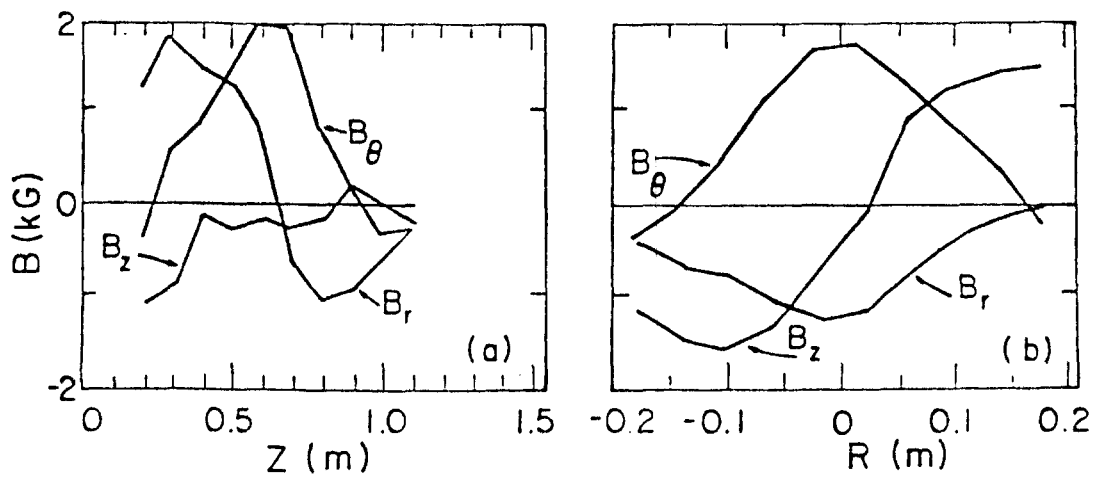 2
0
-2
B (kG)
B_θ
B_z
B_r
(a)
0 0.5 1.0 1.5
Z (m)
B_θ
B_r
B_z
(b)
-0.2 -0.1 0 0.1 0.2
R (m)